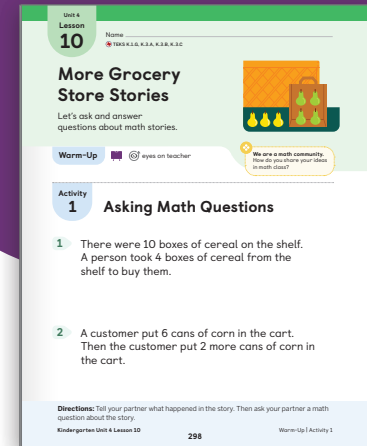 Unit 4
Lesson
10
Name
TEKS K.1.G, K.3.A, K.3.B, K.3.C
More Grocery
Store Stories
Let's ask and answer
questions about math stories.
Warm-Up
eyes on teacher
We are a math community.
How do you share your ideas
in math class?
Activity
1
Asking Math Questions
1 There were 10 boxes of cereal on the shelf.
A person took 4 boxes of cereal from the
shelf to buy them.
2 A customer put 6 cans of corn in the cart.
Then the customer put 2 more cans of corn in
the cart.
Directions: Tell your partner what happened in the story. Then ask your partner a math
question about the story.
Kindergarten Unit 4 Lesson 10
Warm-Up | Activity 1
298